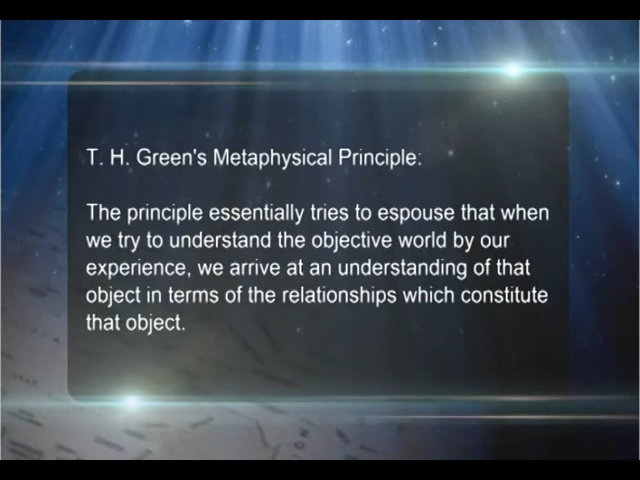 T. H. Green's Metaphysical Principle:
The principle essentially tries to espouse that when
we try to understand the objective world by our
experience, we arrive at an understanding of that
object in terms of the relationships which constitute
that object.